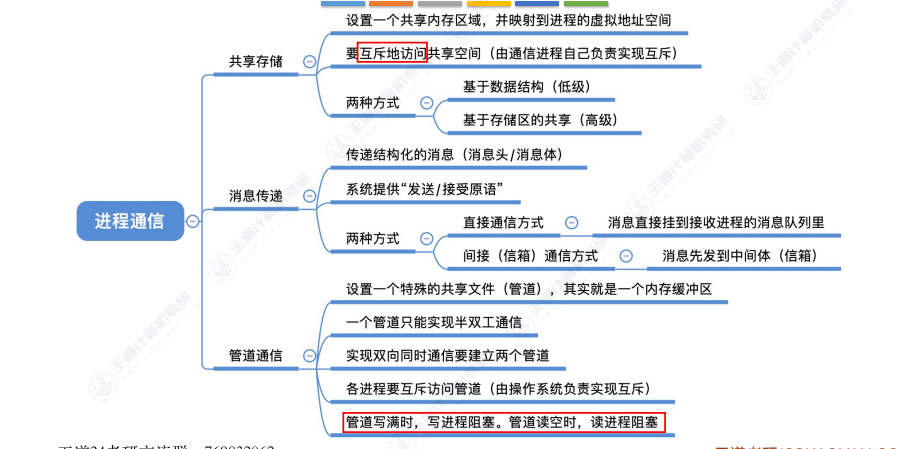 设置一个共享内存区域，并映射到进程的虚拟地址空间
共享存储
要互斥地访问共享空间（由通信进程自己负责实现互斥）
基于数据结构（低级）
两种方式
基于存储区的共享（高级）
传递结构化的消息（消息头/消息体）
消息传递
系统提供“发送/接受原语”
直接通信方式
消息直接挂到接收进程的消息队列里
进程通信
两种方式
间接（信箱）通信方式
消息先发到中间体（信箱）
设置一个特殊的共享文件（管道），其实就是一个内存缓冲区
一个管道只能实现半双工通信
管道通信
实现双向同时通信要建立两个管道
各进程要互斥访问管道（由操作系统负责实现互斥）
管道写满时，写进程阻塞。管道读空时，读进程阻塞